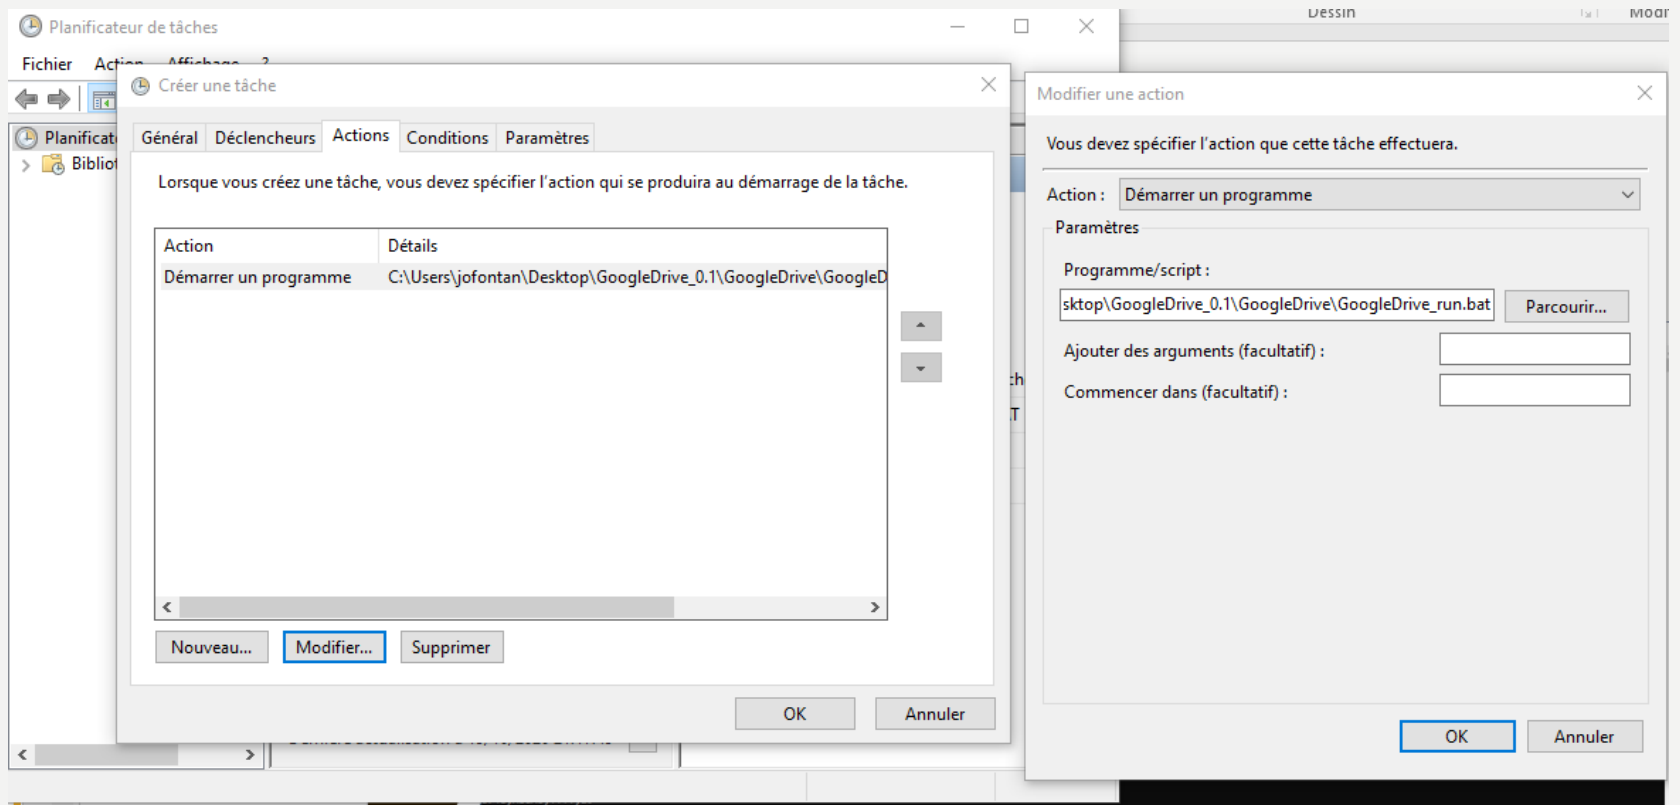 Planificateur de tâches
Dessin
Fichier
Affichage ?
Planificat
Bibliot
Créer une tâche
Général Déclencheurs Actions Conditions Paramètres
Lorsque vous créez une tâche, vous devez spécifier l'action qui se produira au démarrage de la tâche.
Action Détails
Démarrer un programme C:\Users\jofontan\Desktop\GoogleDrive_0.1\GoogleDrive\GoogleD
Nouveau... Modifier... Supprimer
OK Annuler
Modifier une action
Vous devez spécifier l'action que cette tâche effectuera.
Action : Démarrer un programme
Paramètres
Programme/script :
sktop\GoogleDrive_0.1\GoogleDrive\GoogleDrive_run.bat Parcourir...
Ajouter des arguments (facultatif) :
Commencer dans (facultatif) :
OK Annuler